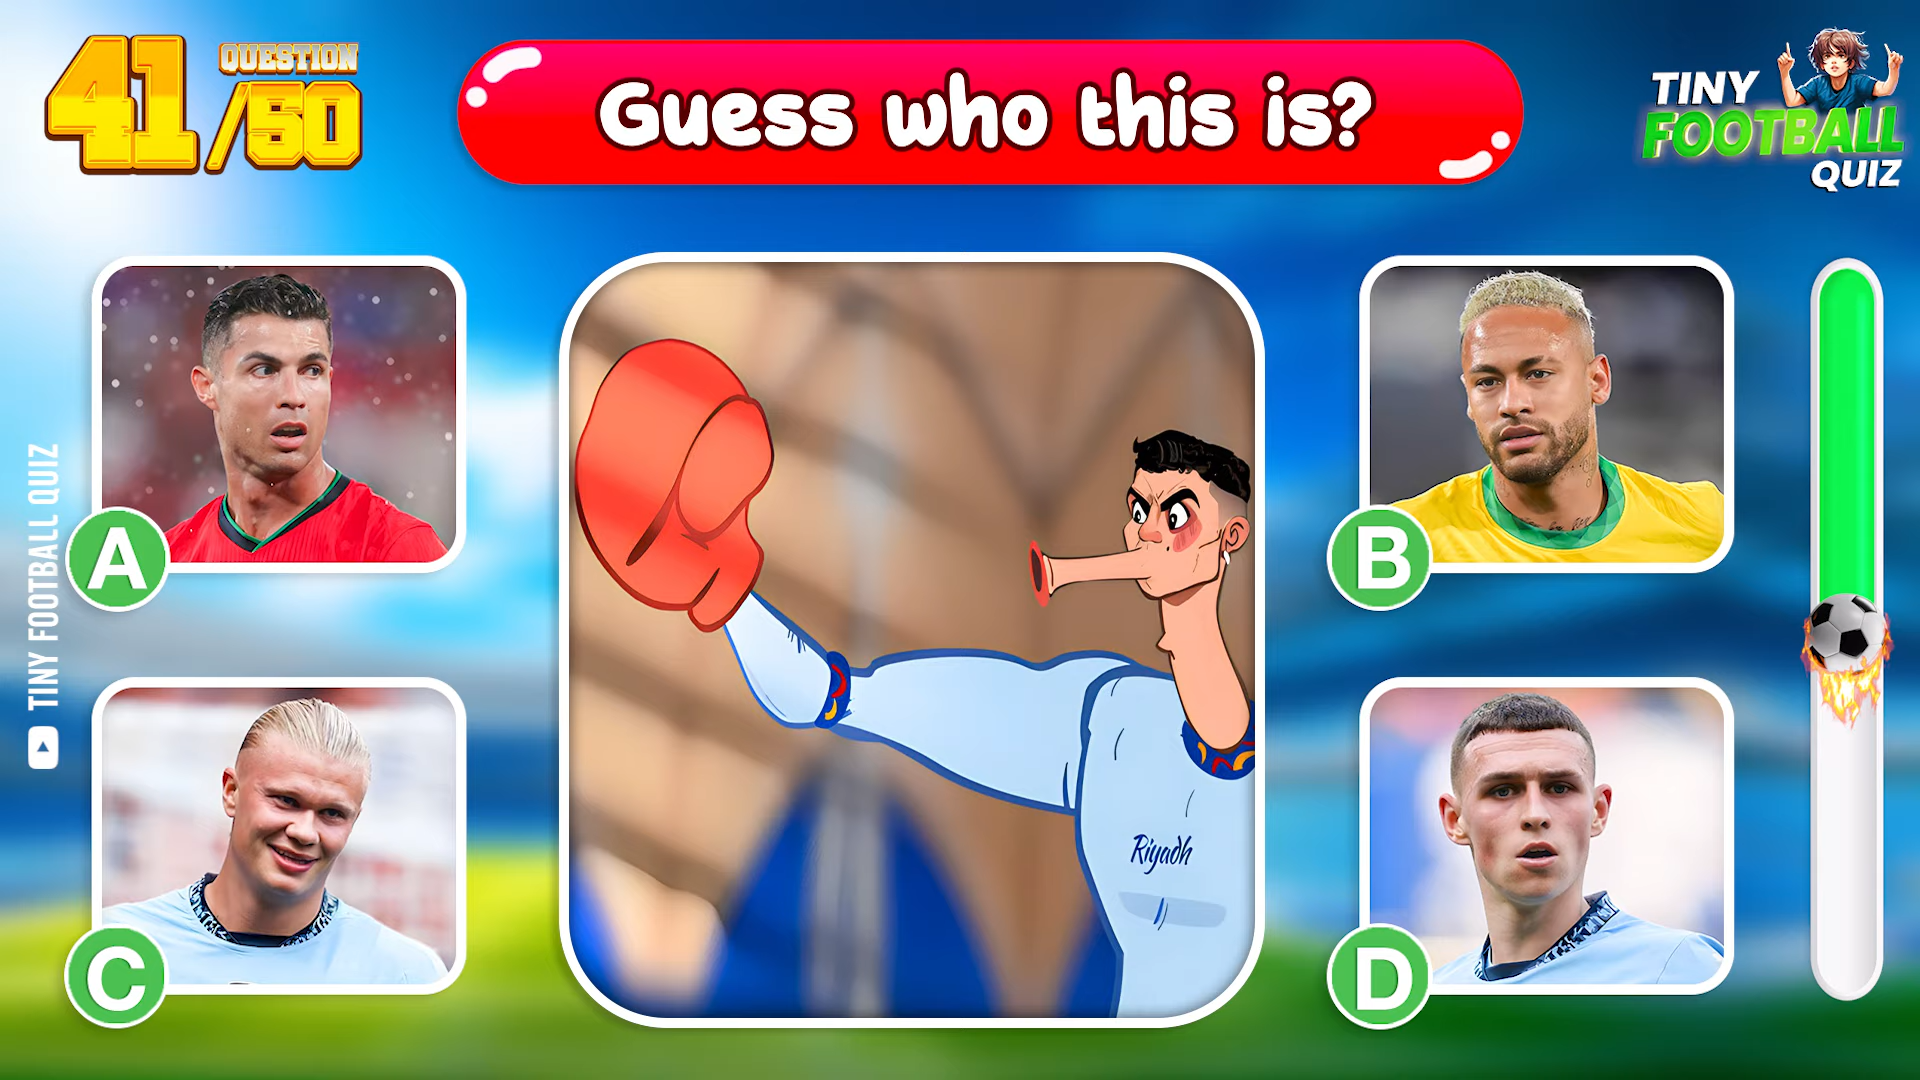 41
QUESTION
/50
Guess who this is?
TINY
FOOTBALL
QUIZ
A
B
TINY FOOTBALL QUIZ
Riyadh
C
D